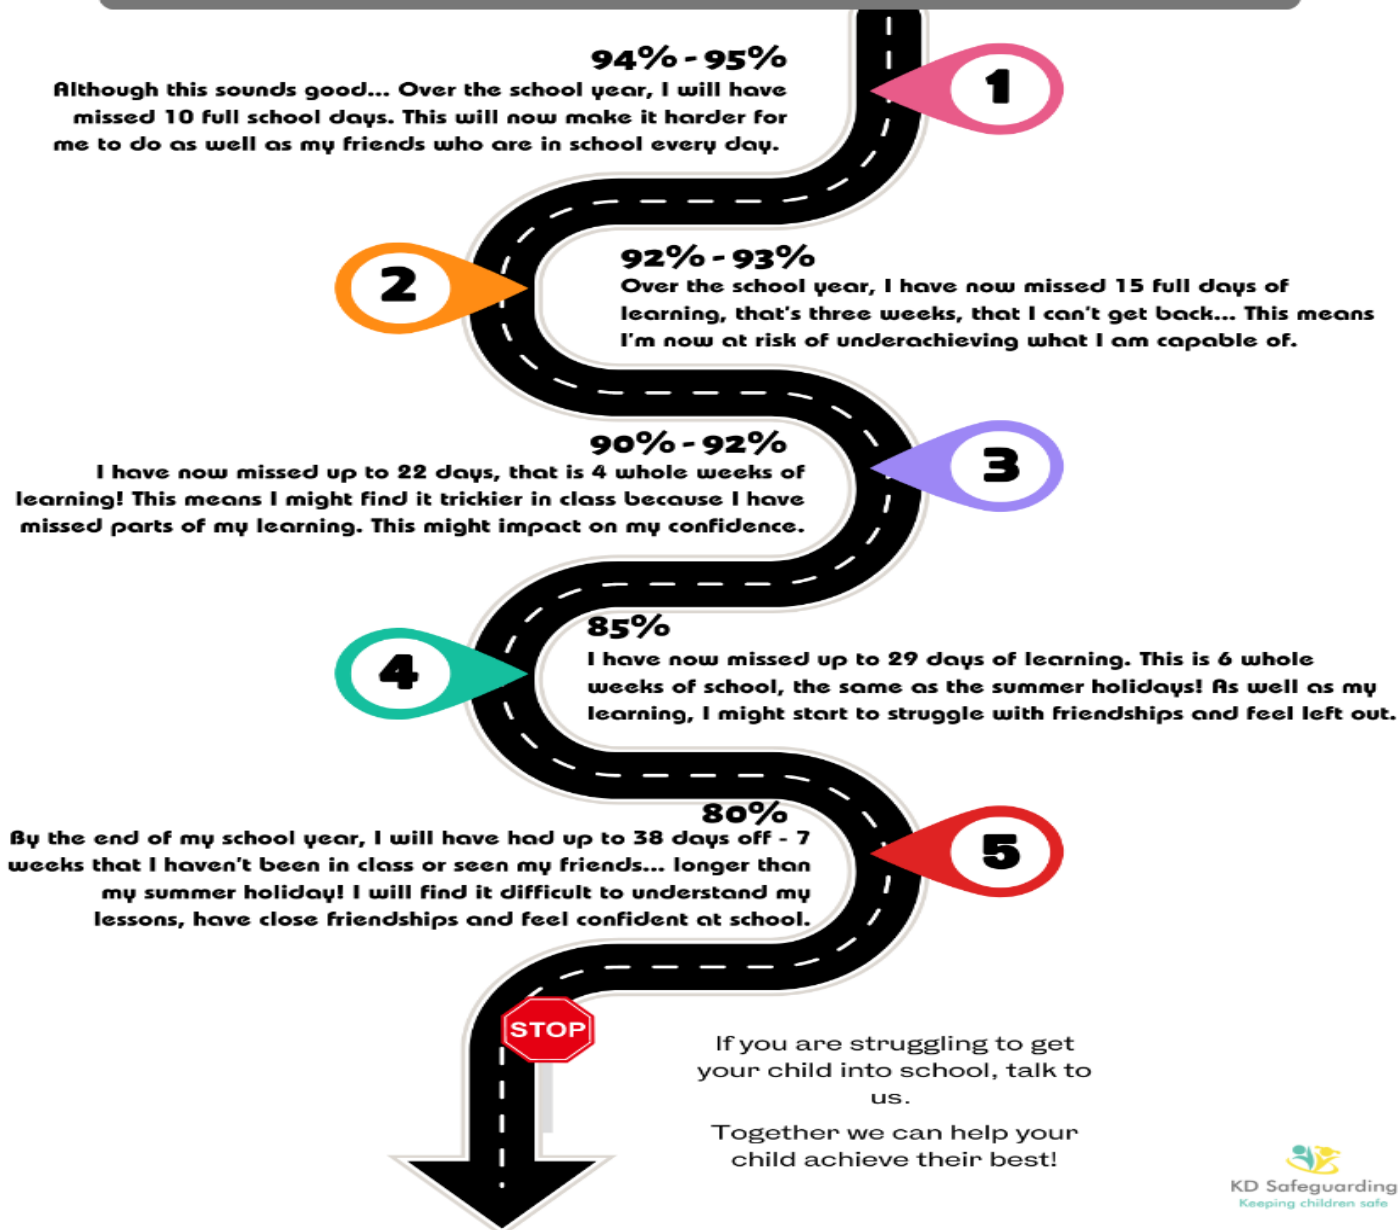 94% - 95%
Although this sounds good... Over the school year, I will have
missed 10 full school days. This will now make it harder for
me to do as well as my friends who are in school every day.
1
2
92% - 93%
Over the school year, I have now missed 15 full days of
learning, that's three weeks, that I can't get back... This means
I'm now at risk of underachieving what I am capable of.
90% - 92%
I have now missed up to 22 days, that is 4 whole weeks of
learning! This means I might find it trickier in class because I have
missed parts of my learning. This might impact on my confidence.
3
4
85%
I have now missed up to 29 days of learning. This is 6 whole
weeks of school, the same as the summer holidays! As well as my
learning, I might start to struggle with friendships and feel left out.
80%
By the end of my school year, I will have had up to 38 days off - 7
weeks that I haven't been in class or seen my friends... longer than
my summer holiday! I will find it difficult to understand my
lessons, have close friendships and feel confident at school.
5
STOP
If you are struggling to get
your child into school, talk to
us.
Together we can help your
child achieve their best!
KD Safeguarding
Keeping children safe